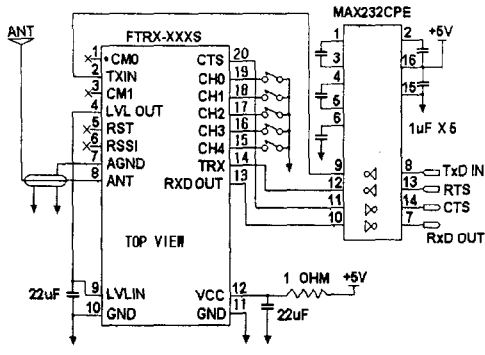 MAX232CPE
ANT
FTRX-XXXS
1 CM0
2 TXIN
3 CM1
4 LVL OUT
5 RST
6 RSSI
7 AGND
8 ANT
9 LVLIN
10 GND
TOP VIEW
CTS 20
CH0 19
CH1 18
CH2 17
CH3 16
CH4 15
TRX 14
RXD OUT 13
VCC 12
GND 11
22uF
22uF
1 OHM
+5V
1
3
4
5
6
9
12
11
10
2
16
15
+5V
1uF X 5
8 TxD IN
13 RTS
14 CTS
7 RxD OUT